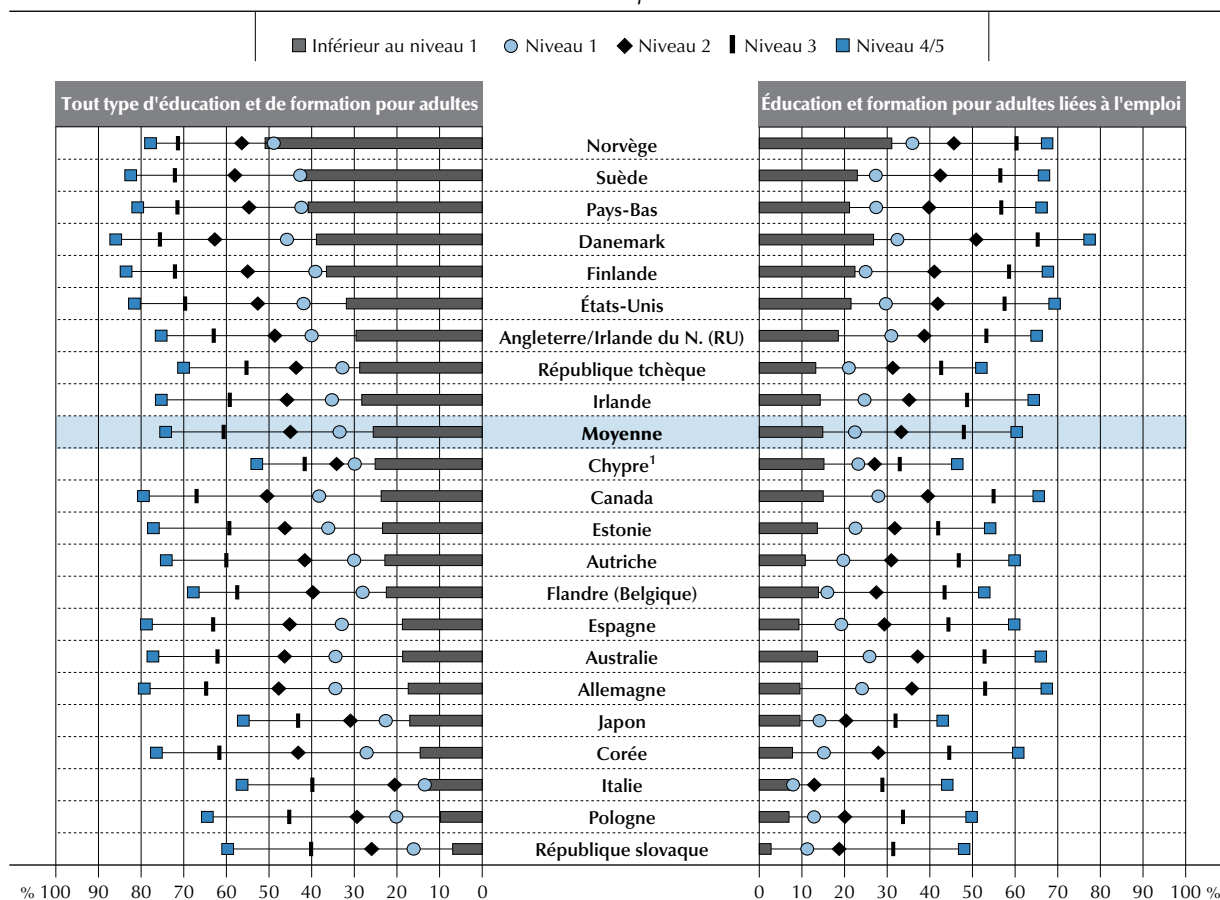 Inférieur au niveau 1 Niveau 1 Niveau 2 Niveau 3 Niveau 4/5
Tout type d'éducation et de formation pour adultes
Éducation et formation pour adultes liées à l'emploi
Norvège
Suède
Pays-Bas
Danemark
Finlande
États-Unis
Angleterre/Irlande du N. (RU)
République tchèque
Irlande
Moyenne
Chypre1
Canada
Estonie
Autriche
Flandre (Belgique)
Espagne
Australie
Allemagne
Japon
Corée
Italie
Pologne
République slovaque
% 100 90 80 70 60 50 40 30 20 10 0
0 10 20 30 40 50 60 70 80 90 100 %